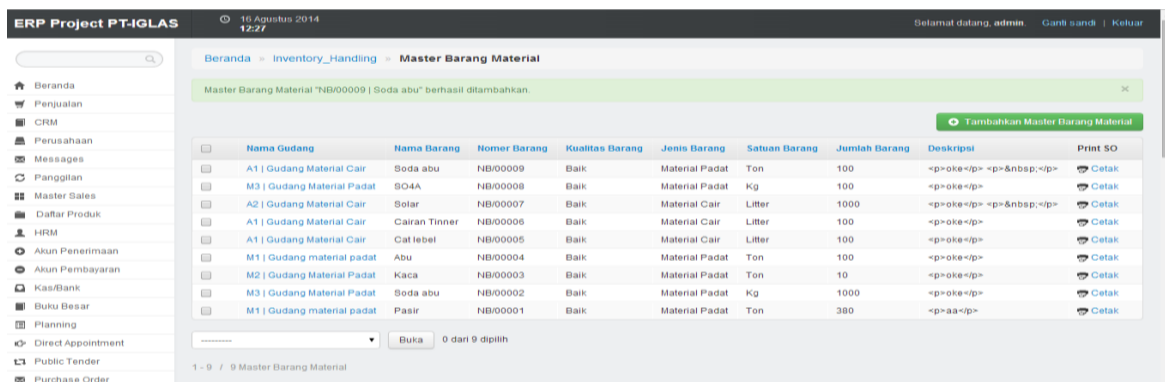 ERP Project PT-IGLAS
16 Agustus 2014
12:27
Selamat datang, admin. Ganti sandi | Keluar
Beranda » Inventory_Handling » Master Barang Material
Beranda
Penjualan
CRM
Perusahaan
Messages
Panggilan
Master Sales
Daftar Produk
HRM
Akun Penerimaan
Akun Pembayaran
Kas/Bank
Buku Besar
Planning
Direct Appointment
Public Tender
Purchase Order
Master Barang Material "NB/00009 | Soda abu" berhasil ditambahkan. ×
Tambahkan Master Barang Material
Nama Gudang Nama Barang Nomer Barang Kualitas Barang Jenis Barang Satuan Barang Jumlah Barang Deskripsi Print SO
A1 | Gudang Material Cair Soda abu NB/00009 Baik Material Padat Ton 100 <p>oke</p> <p>&nbsp;</p> Cetak
M3 | Gudang Material Padat SO4A NB/00008 Baik Material Padat Kg 100 <p>oke</p> Cetak
A2 | Gudang Material Cair Solar NB/00007 Baik Material Cair Litter 1000 <p>oke</p> <p>&nbsp;</p> Cetak
A1 | Gudang Material Cair Cairan Tinner NB/00006 Baik Material Cair Litter 100 <p>oke</p> Cetak
A1 | Gudang Material Cair Cat lebel NB/00005 Baik Material Cair Litter 100 <p>oke</p> Cetak
M1 | Gudang material padat Abu NB/00004 Baik Material Padat Ton 100 <p>oke</p> Cetak
M2 | Gudang Material Padat Kaca NB/00003 Baik Material Padat Ton 10 <p>oke</p> Cetak
M3 | Gudang Material Padat Soda abu NB/00002 Baik Material Padat Kg 1000 <p>oke</p> Cetak
M1 | Gudang material padat Pasir NB/00001 Baik Material Padat Ton 380 <p>aa</p> Cetak
--------- Buka 0 dari 9 dipilih
1 - 9 / 9 Master Barang Material